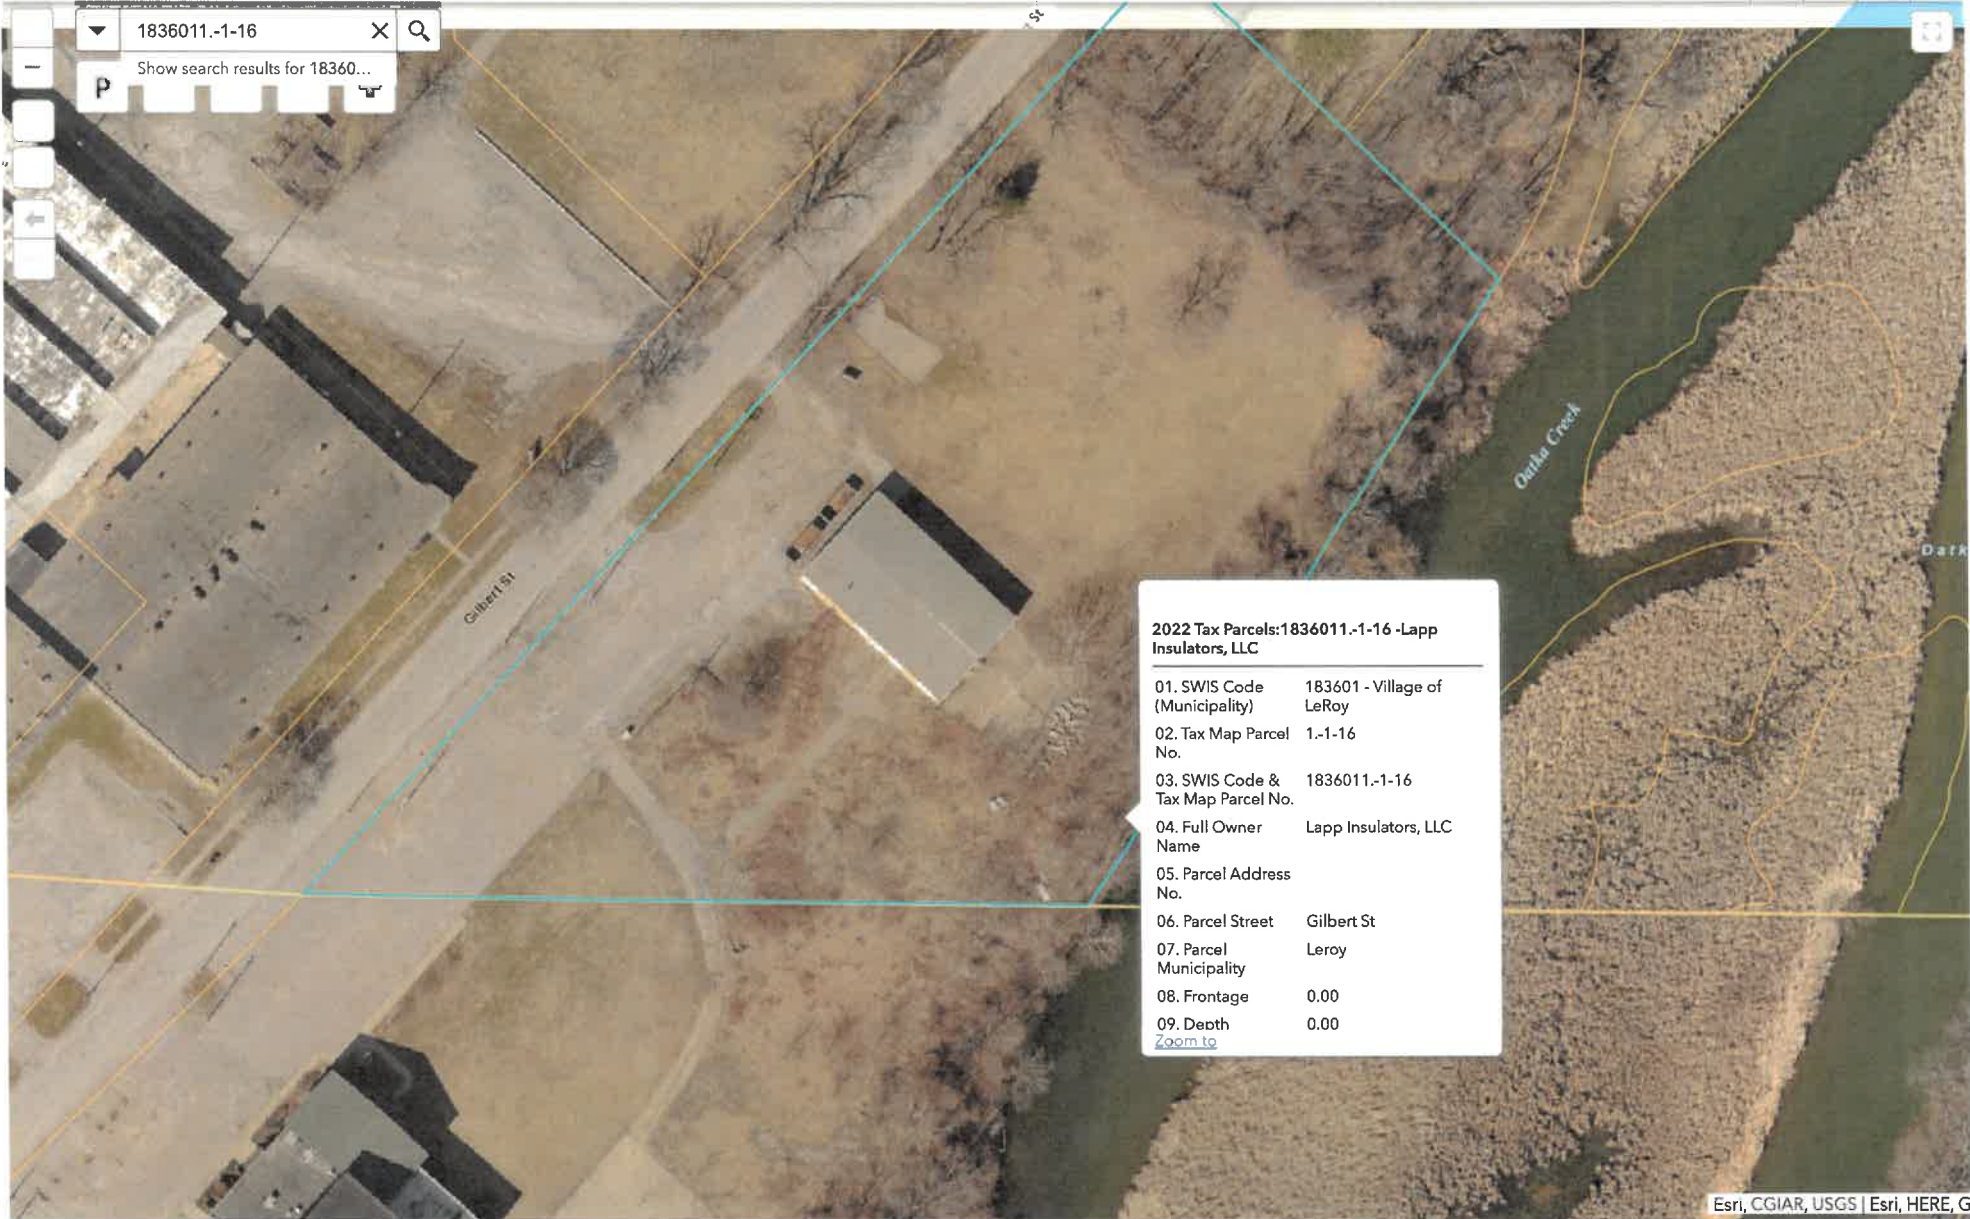 St
1836011.-1-16
Show search results for 18360...
P
Oatka Creek
Gilbert St
2022 Tax Parcels:1836011.-1-16 -Lapp
Insulators, LLC
01. SWIS Code
(Municipality)
183601 - Village of
LeRoy
02. Tax Map Parcel
No.
1.-1-16
03. SWIS Code &
Tax Map Parcel No.
1836011.-1-16
04. Full Owner
Name
Lapp Insulators, LLC
05. Parcel Address
No.
06. Parcel Street
Gilbert St
07. Parcel
Municipality
Leroy
08. Frontage
0.00
09. Depth
0.00
Zoom to
Esri, CGIAR, USGS | Esri, HERE, G